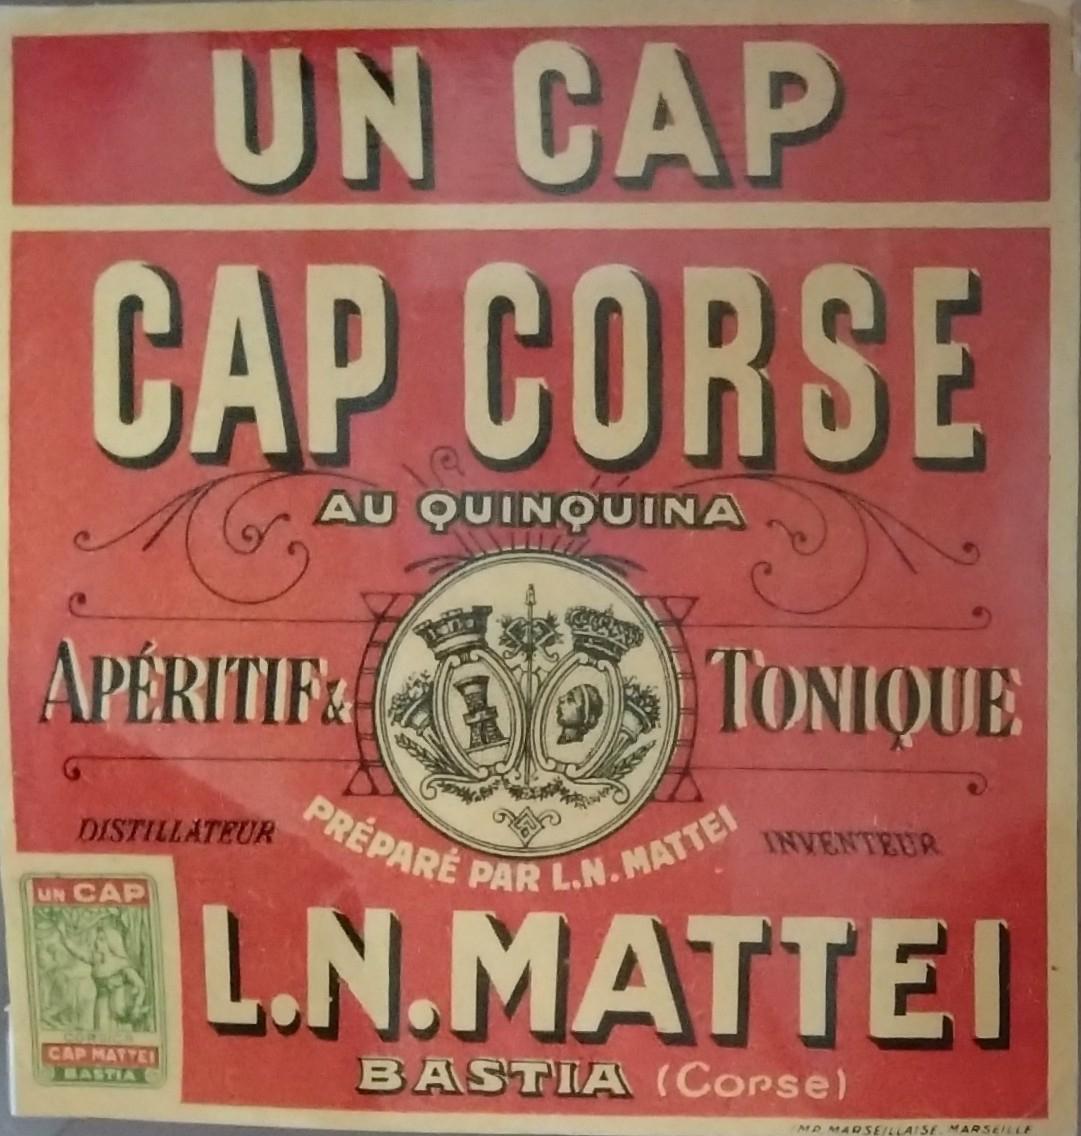 UN CAP
CAP CORSE
AU QUINQUINA
APÉRITIF & TONIQUE
DISTILLATEUR INVENTEUR
PRÉPARÉ PAR L.N. MATTEI
L.N. MATTEI
BASTIA (Corse)
UN CAP
CORSICA
CAP MATTEI
BASTIA
IMP. MARSEILLAISE. MARSEILLE